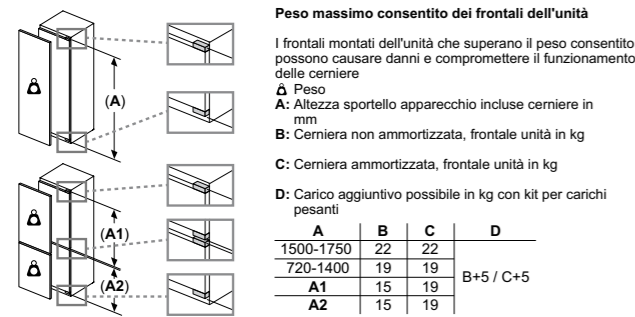 Peso massimo consentito dei frontali dell'unità
I frontali montati dell'unità che superano il peso consentito
possono causare danni e compromettere il funzionamento
delle cerniere
Peso
A: Altezza sportello apparecchio incluse cerniere in
mm
B: Cerniera non ammortizzata, frontale unità in kg
C: Cerniera ammortizzata, frontale unità in kg
D: Carico aggiuntivo possibile in kg con kit per carichi
pesanti
A B C D
1500-1750 22 22
720-1400 19 19
B+5 / C+5
A1 15 19
A2 15 19
(A)
(A1)
(A2)